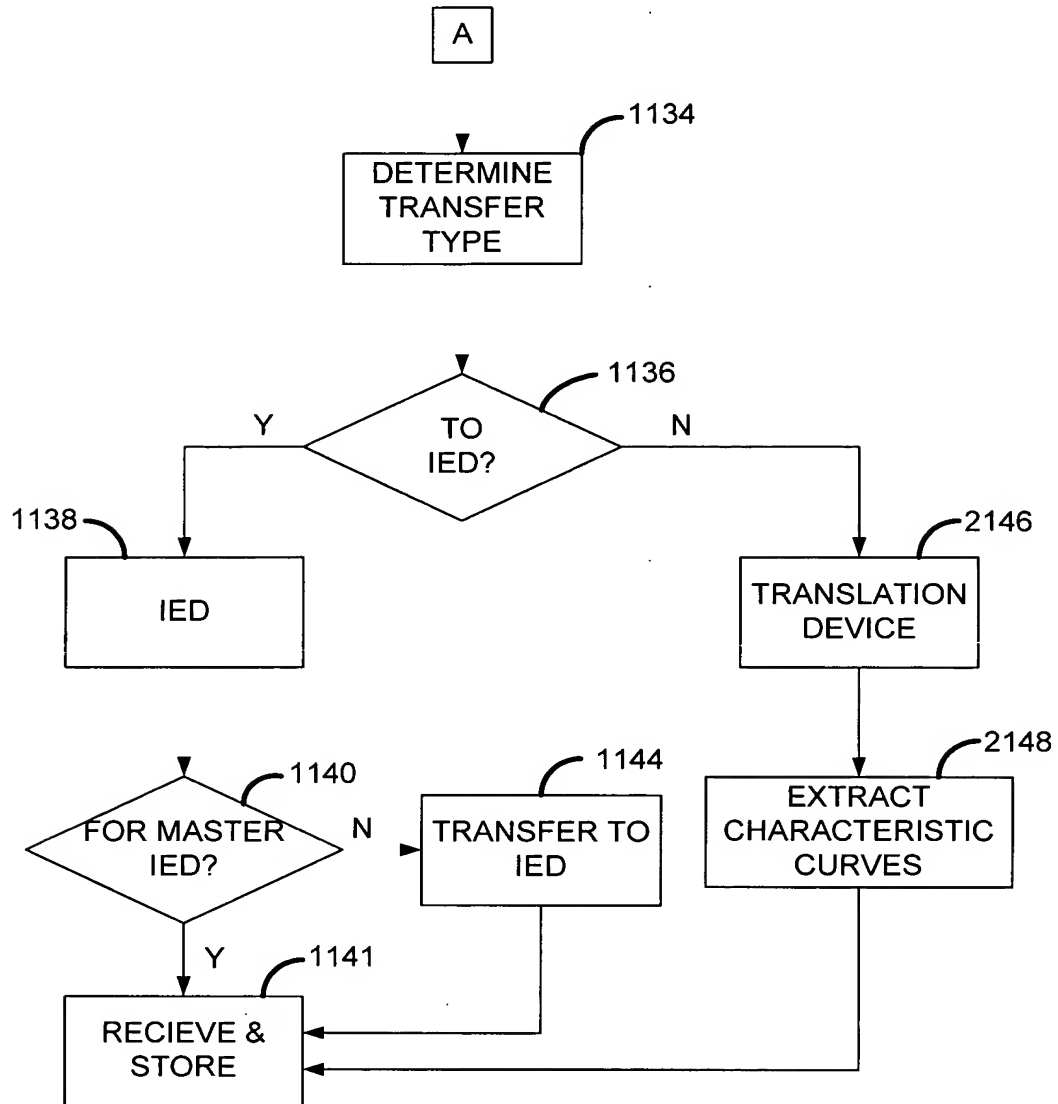 A
1134
DETERMINE
TRANSFER
TYPE
1136
Y
TO
IED?
N
1138
IED
2146
TRANSLATION
DEVICE
1140
FOR MASTER
IED?
N
1144
TRANSFER TO
IED
2148
EXTRACT
CHARACTERISTIC
CURVES
Y
1141
RECIEVE &
STORE